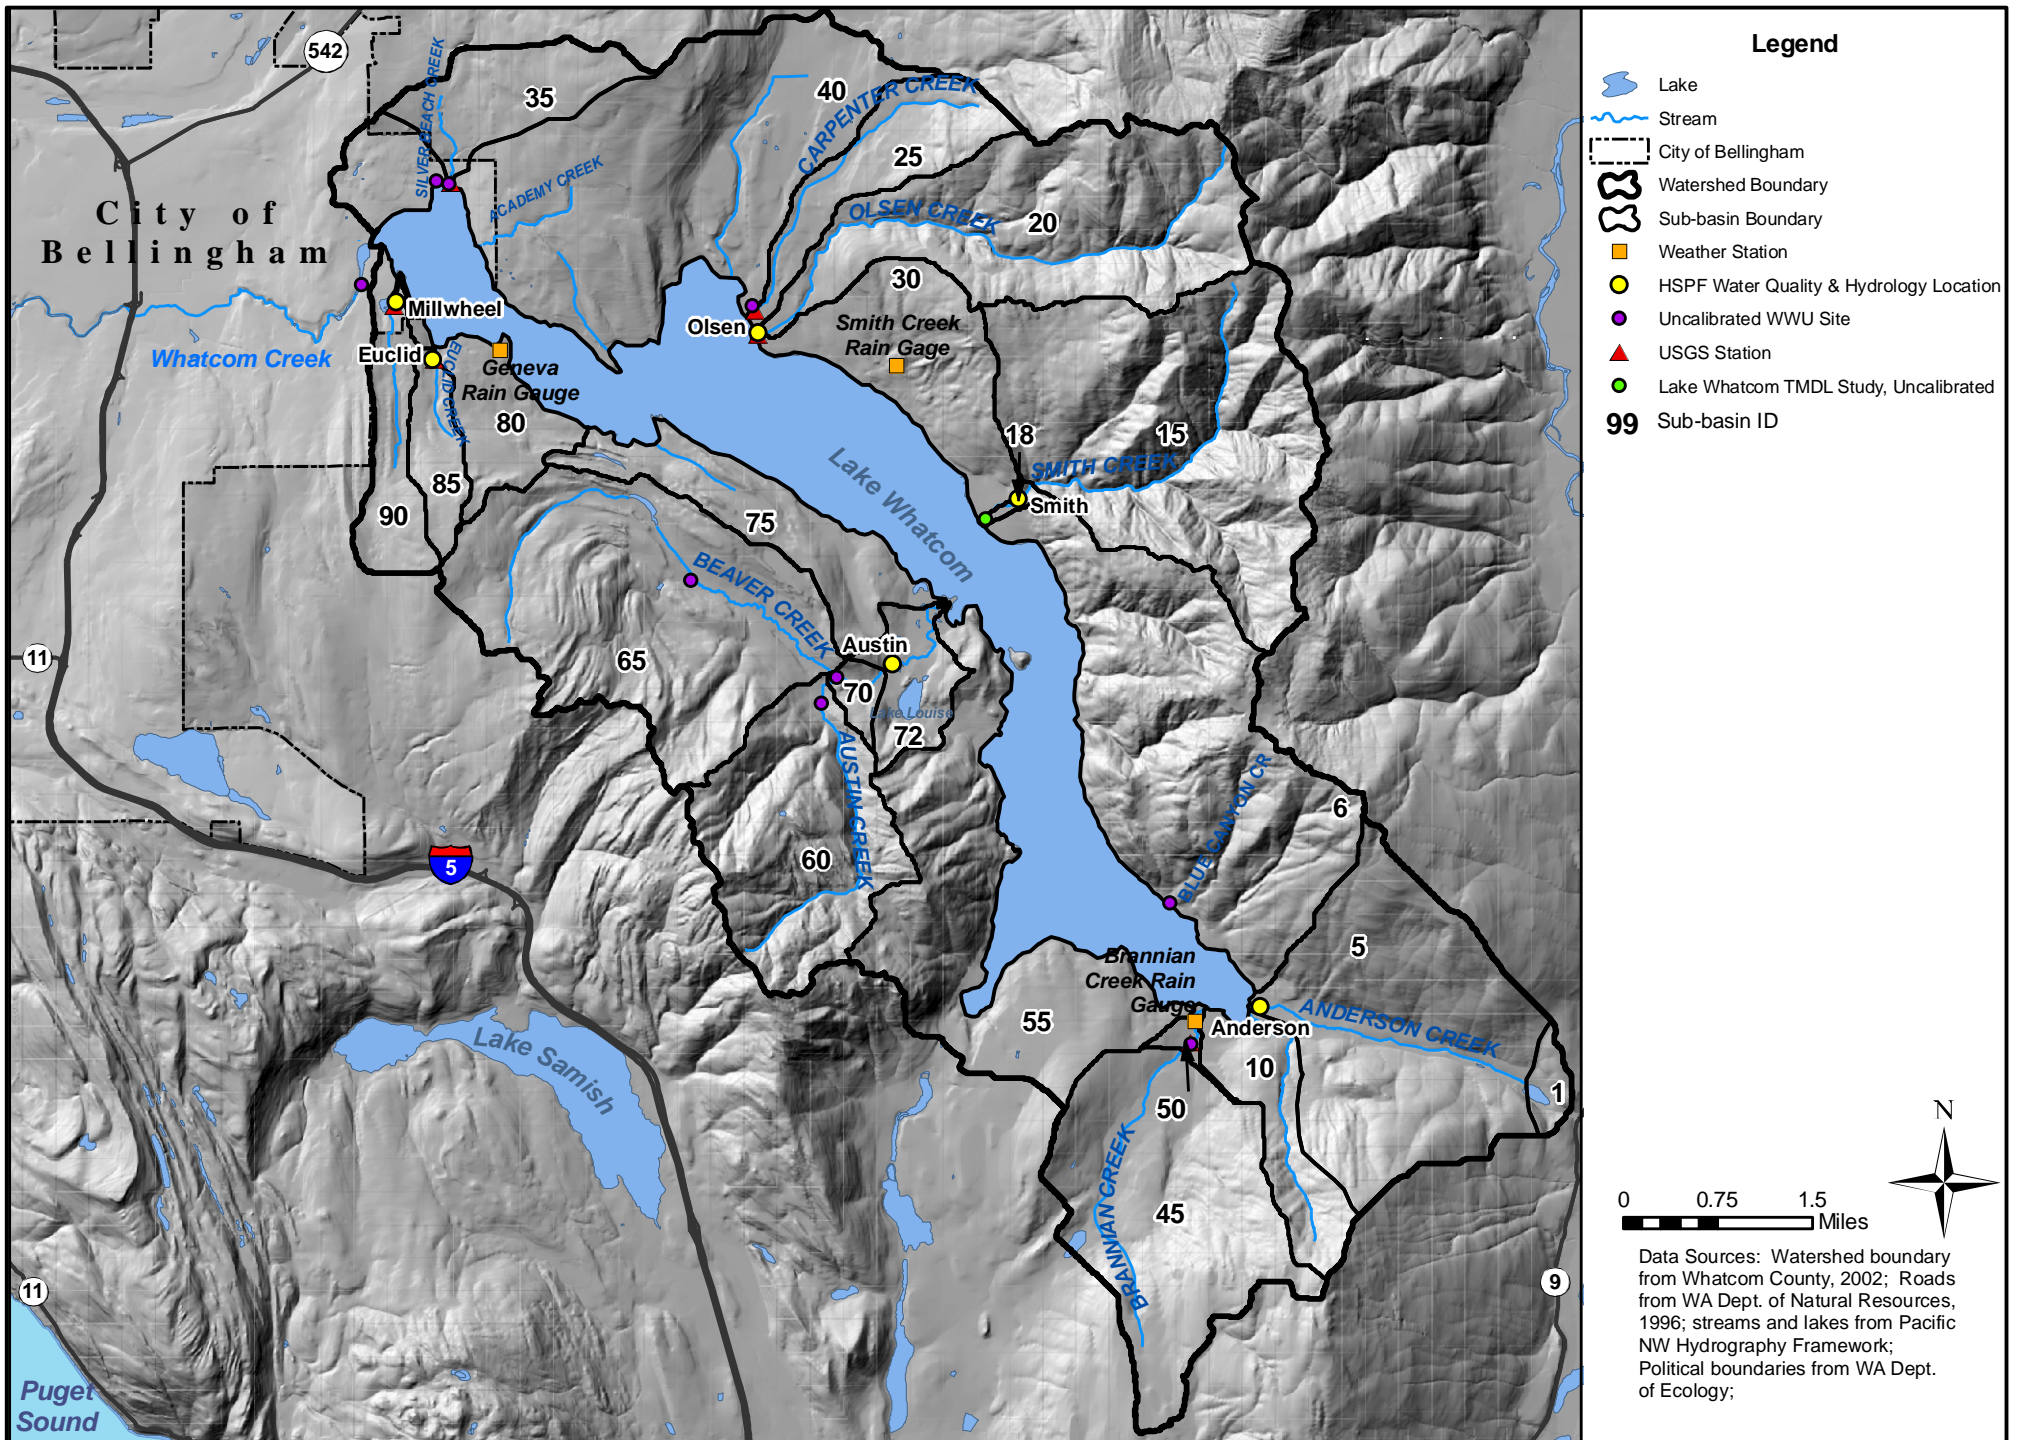 542
35
40
SILVER BEACH CREEK
CARPENTER CREEK
25
ACADEMY CREEK
City of
Bellingham
OLSEN CREEK
20
30
Millwheel
Olsen
Smith Creek
Rain Gage
Whatcom Creek
Euclid
EUCLID CREEK
Geneva
Rain Gauge
80
18
15
Lake Whatcom
SMITH CREEK
85
Smith
90
75
BEAVER CREEK
11
65
Austin
70
Lake Louise
72
AUSTIN CREEK
BLUE CANYON CR
6
5
60
5
Brannian
Creek Rain
Gauge
ANDERSON CREEK
Lake Samish
55
Anderson
10
1
50
BRANNIAN CREEK
45
11
9
Puget
Sound
Legend
Lake
Stream
City of Bellingham
Watershed Boundary
Sub-basin Boundary
Weather Station
HSPF Water Quality & Hydrology Location
Uncalibrated WWU Site
USGS Station
Lake Whatcom TMDL Study, Uncalibrated
99 Sub-basin ID
N
0 0.75 1.5
Miles
Data Sources: Watershed boundary
from Whatcom County, 2002; Roads
from WA Dept. of Natural Resources,
1996; streams and lakes from Pacific
NW Hydrography Framework;
Political boundaries from WA Dept.
of Ecology;